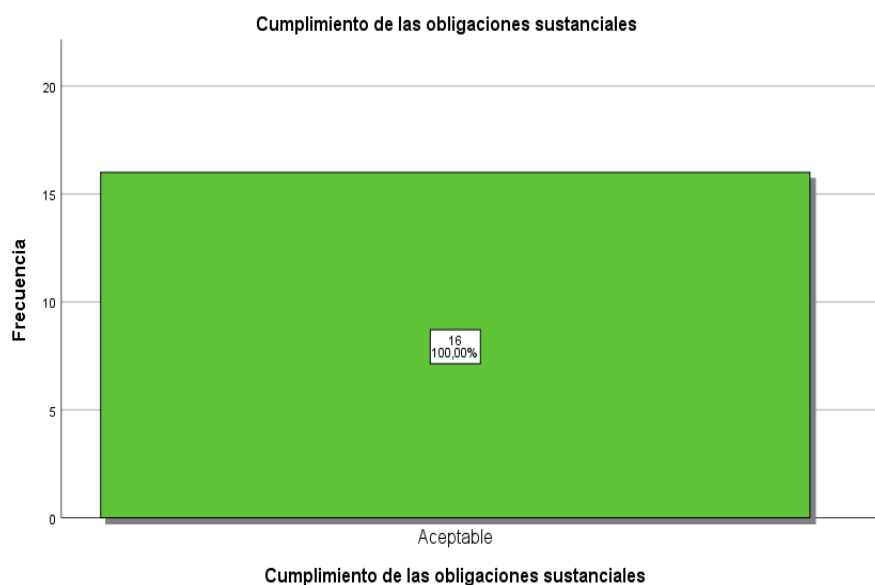 Cumplimiento de las obligaciones sustanciales
20
15
10
5
0
Frecuencia
16
100,00%
Aceptable
Cumplimiento de las obligaciones sustanciales